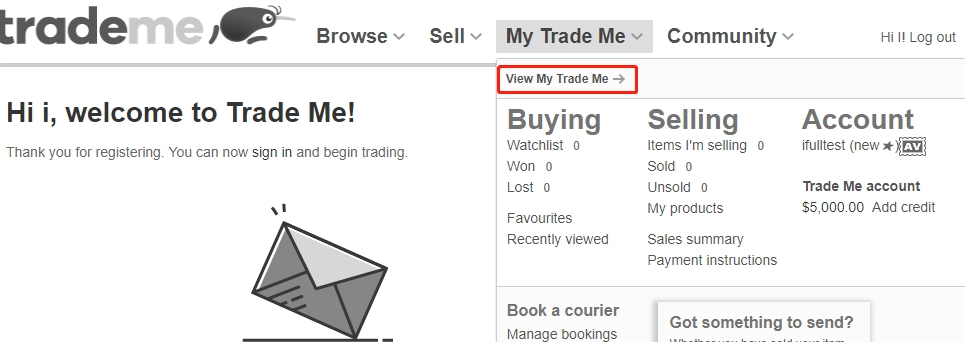 trademe
Browse Sell My Trade Me Community Hi I! Log out
View My Trade Me
Hi i, welcome to Trade Me!
Thank you for registering. You can now sign in and begin trading.
Buying
Watchlist 0
Won 0
Lost 0
Favourites
Recently viewed
Selling
Items I'm selling 0
Sold 0
Unsold 0
My products
Sales summary
Payment instructions
Account
ifulltest (new ★) AV
Trade Me account
$5,000.00 Add credit
Book a courier
Manage bookings
Got something to send?